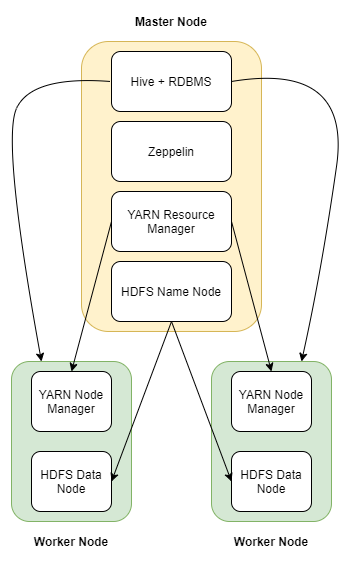 Master Node
Hive + RDBMS
Zeppelin
YARN Resource
Manager
HDFS Name Node
YARN Node
Manager
HDFS Data
Node
Worker Node
YARN Node
Manager
HDFS Data
Node
Worker Node